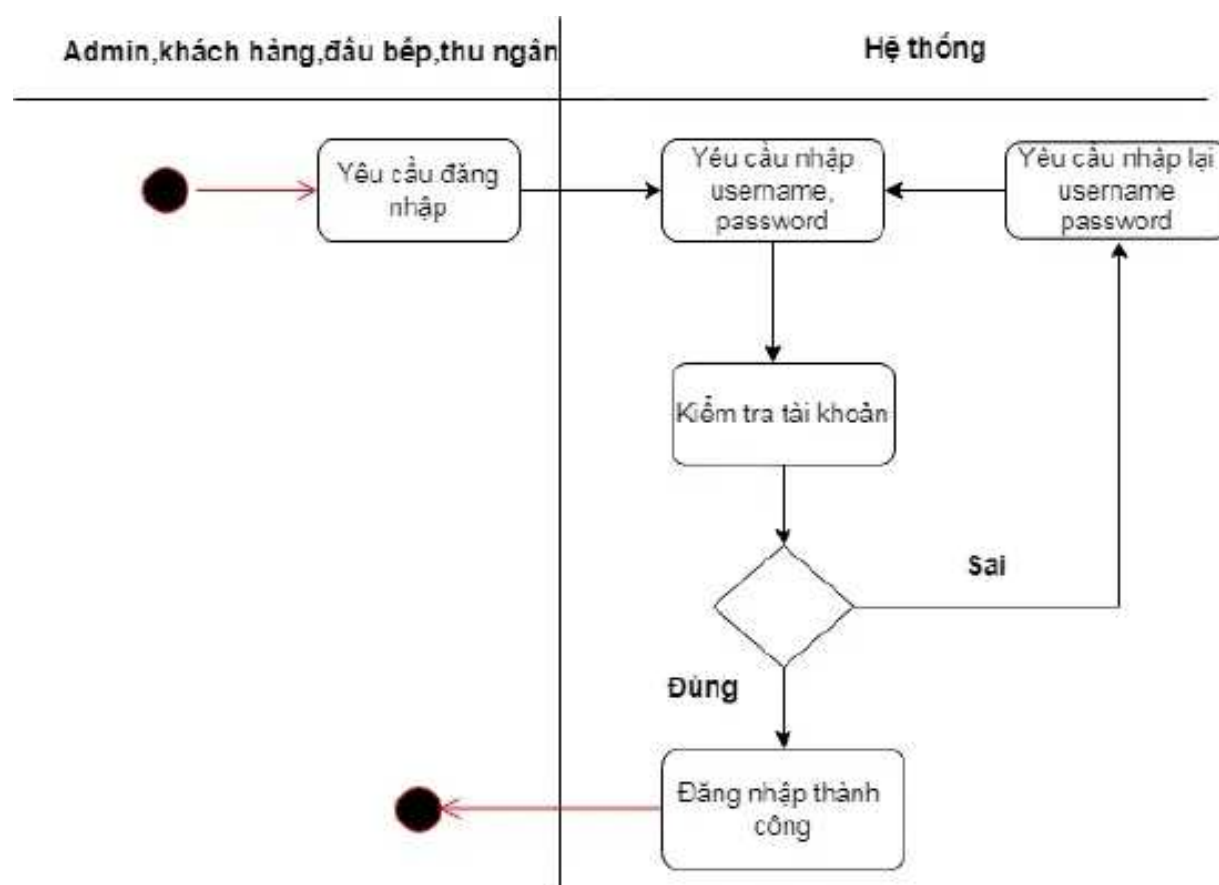 Admin,khách hàng,đầu bếp,thu ngân
Hệ thống
Yêu cầu đăng
nhập
Yêu cầu nhập
username,
password
Yêu cầu nhập lại
username
password
Kiểm tra tài khoản
Sai
Đúng
Đăng nhập thành
công